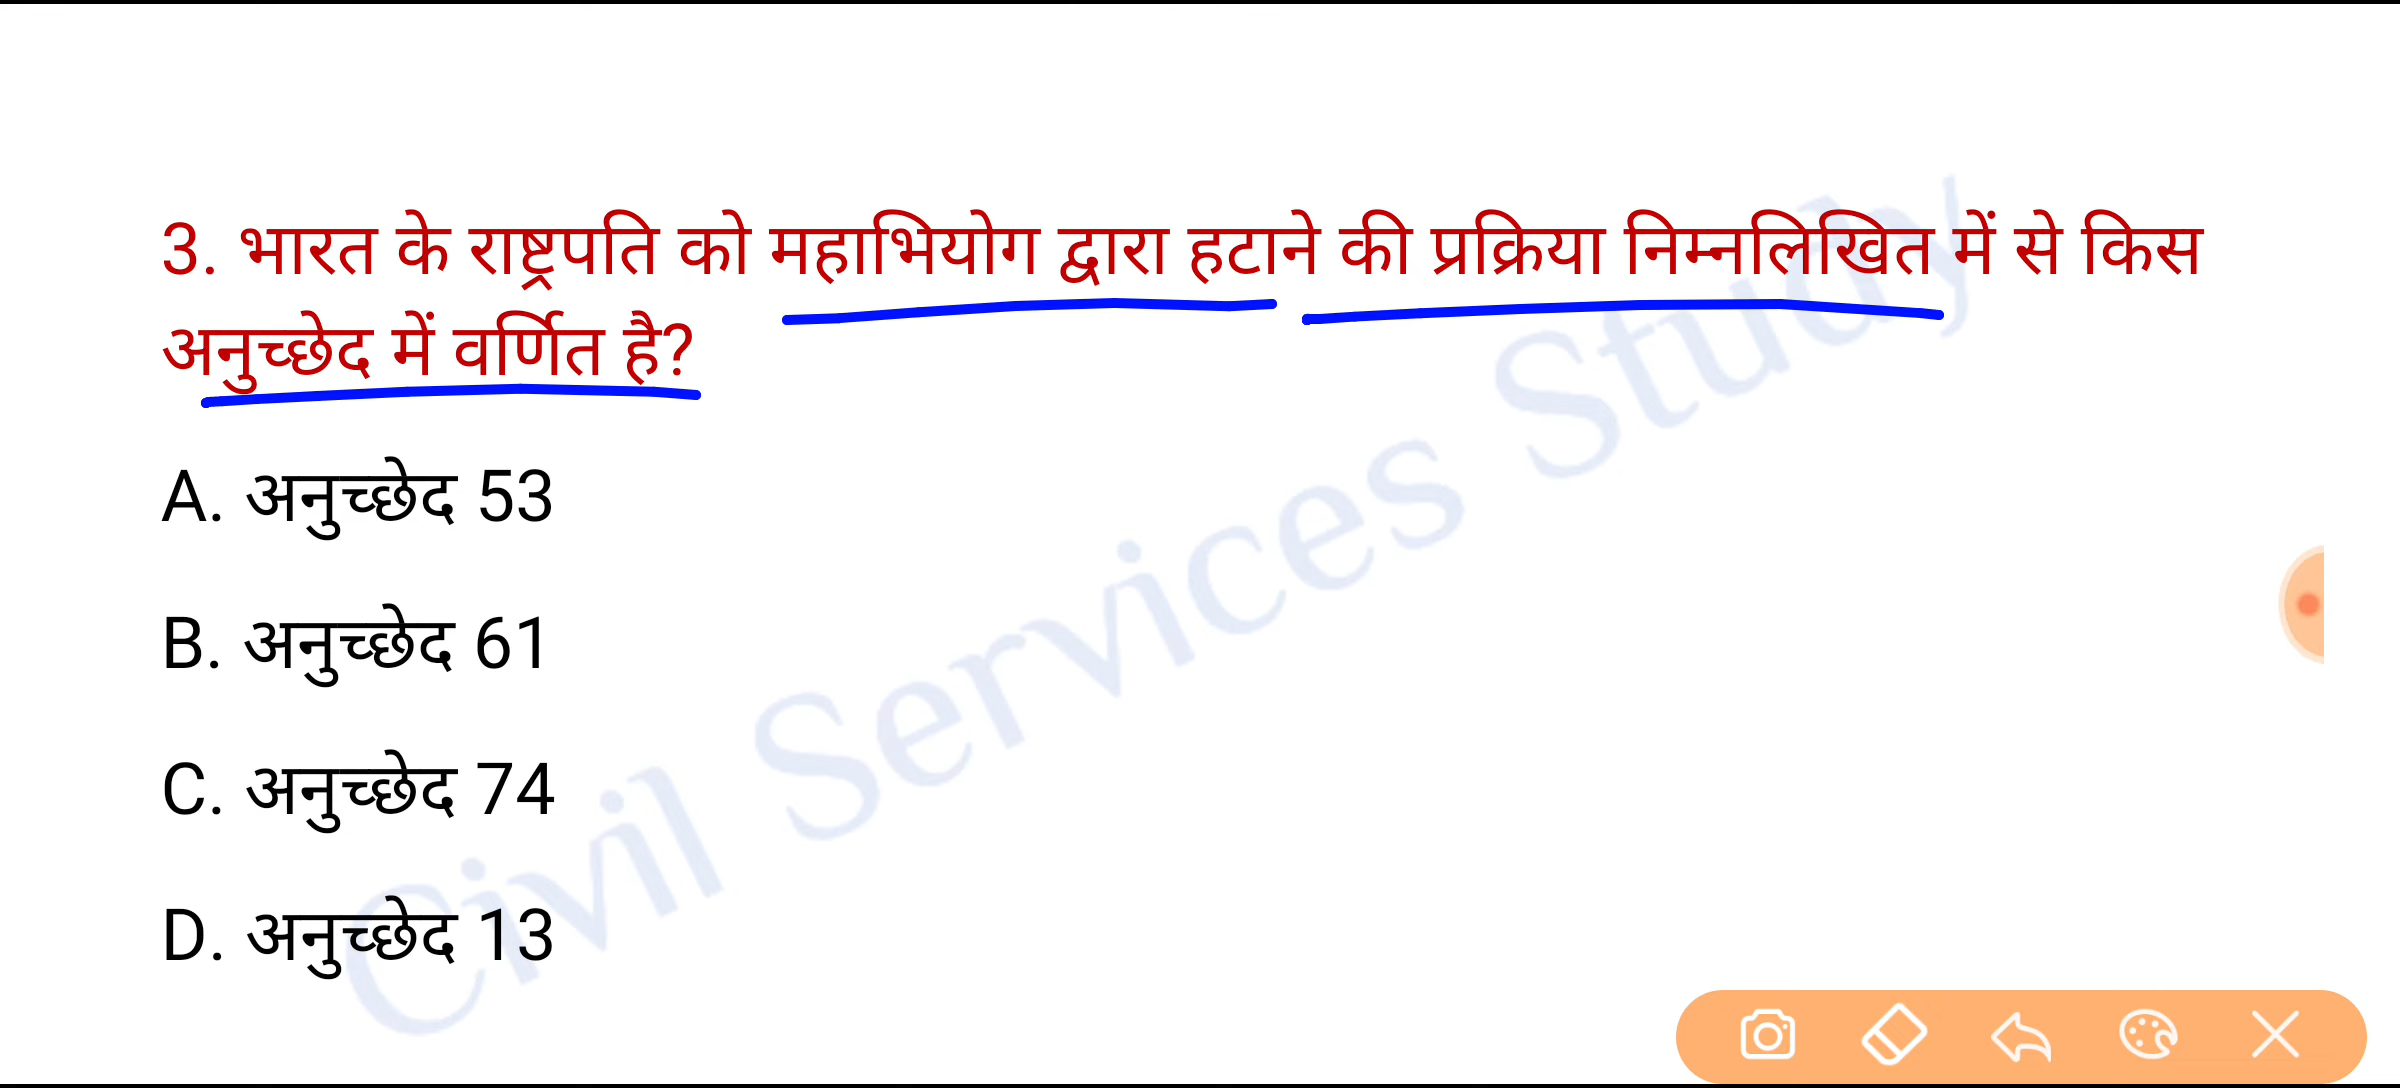 3. भारत के राष्ट्रपति को महाभियोग द्वारा हटाने की प्रक्रिया निम्नलिखित में से किस
अनुच्छेद में वर्णित है?
A. अनुच्छेद 53
B. अनुच्छेद 61
C. अनुच्छेद 74
D. अनुच्छेद 13
Civil Services Study